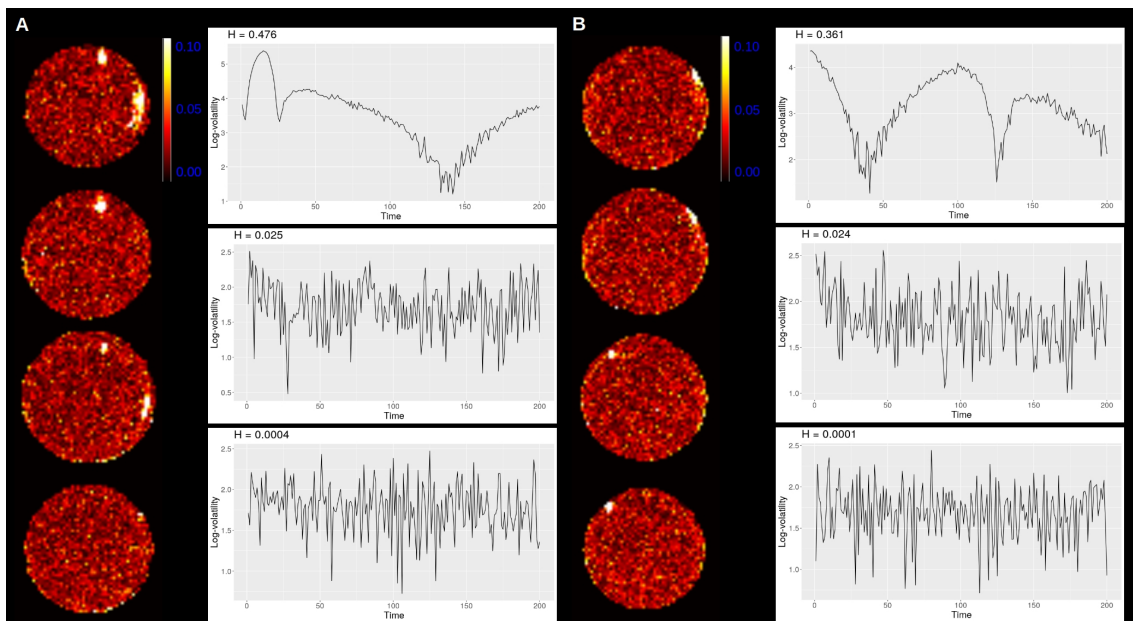 A
0.10
0.05
0.00
H = 0.476
Log-volatility
5
4
3
2
1
0 50 100 150 200
Time
H = 0.025
Log-volatility
2.5
2.0
1.5
1.0
0.5
0 50 100 150 200
Time
H = 0.0004
Log-volatility
2.5
2.0
1.5
1.0
0 50 100 150 200
Time
B
0.10
0.05
0.00
H = 0.361
Log-volatility
4
3
2
0 50 100 150 200
Time
H = 0.024
Log-volatility
2.5
2.0
1.5
1.0
0 50 100 150 200
Time
H = 0.0001
Log-volatility
2.5
2.0
1.5
1.0
0 50 100 150 200
Time